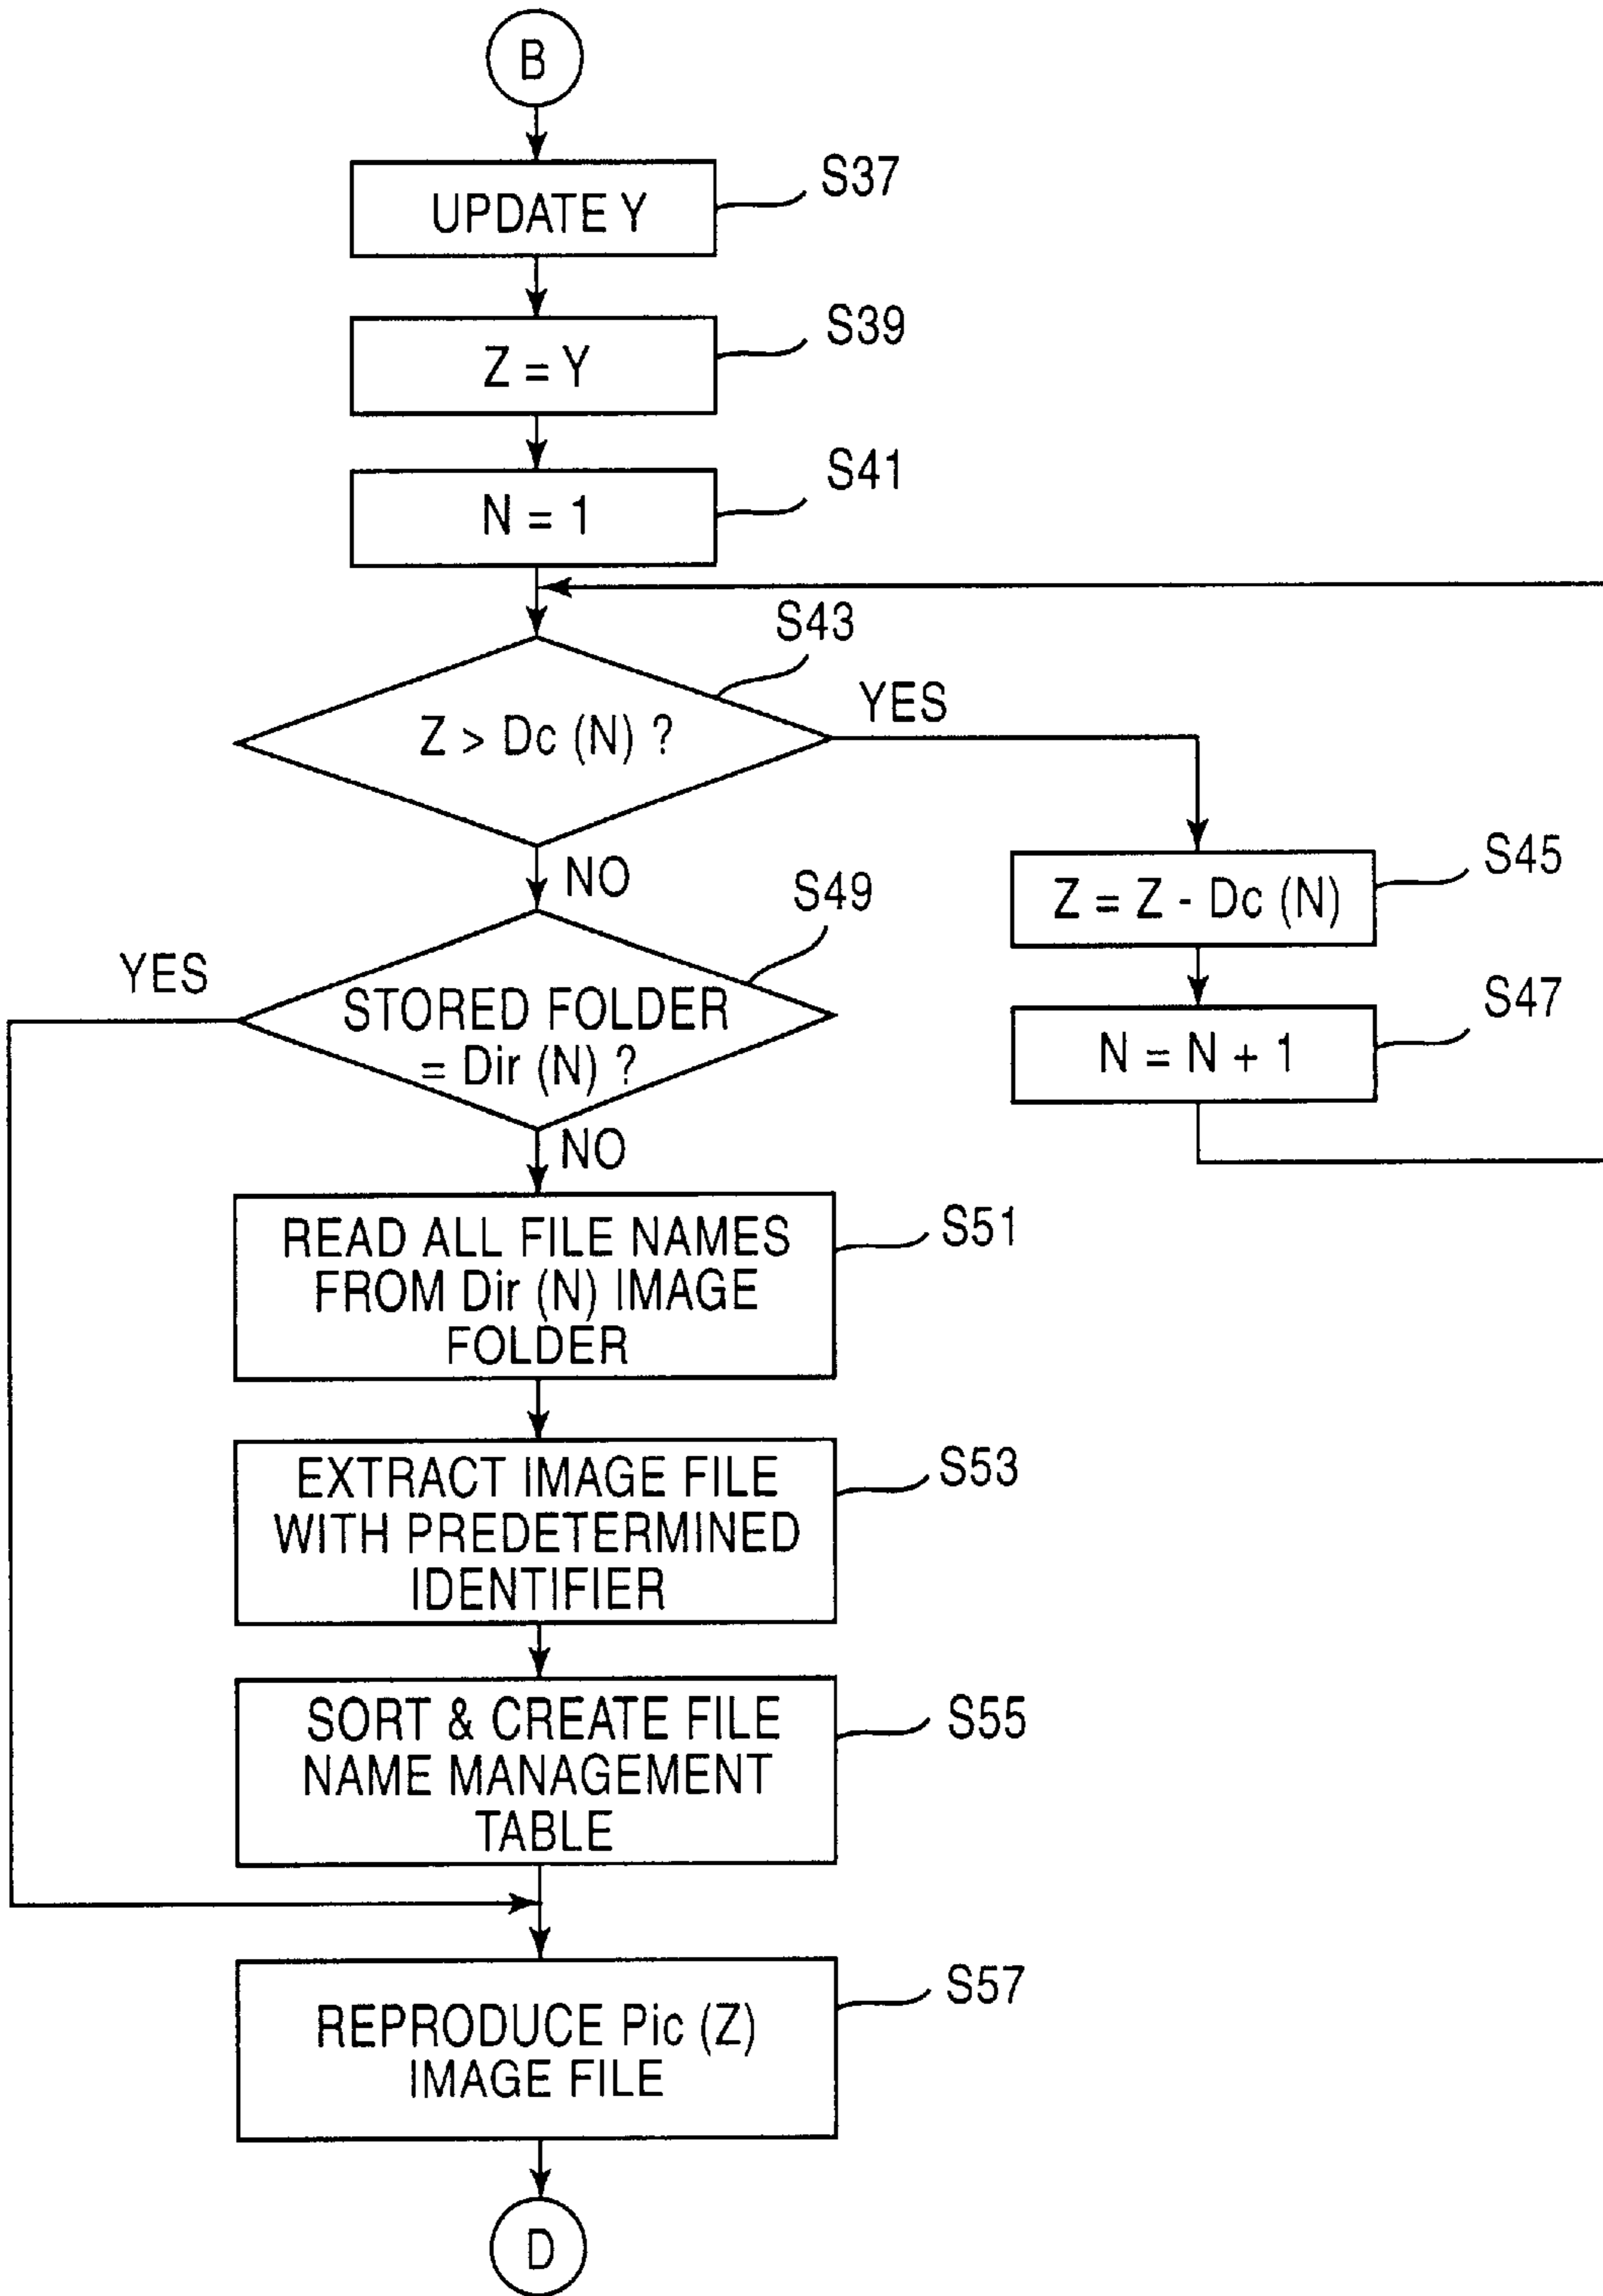 B
UPDATE Y
S37
Z = Y
S39
N = 1
S41
S43
Z > Dc (N) ?
YES
NO
S45
Z = Z - Dc (N)
S47
N = N + 1
S49
YES
STORED FOLDER
= Dir (N) ?
NO
READ ALL FILE NAMES
FROM Dir (N) IMAGE
FOLDER
S51
EXTRACT IMAGE FILE
WITH PREDETERMINED
IDENTIFIER
S53
SORT & CREATE FILE
NAME MANAGEMENT
TABLE
S55
REPRODUCE Pic (Z)
IMAGE FILE
S57
D